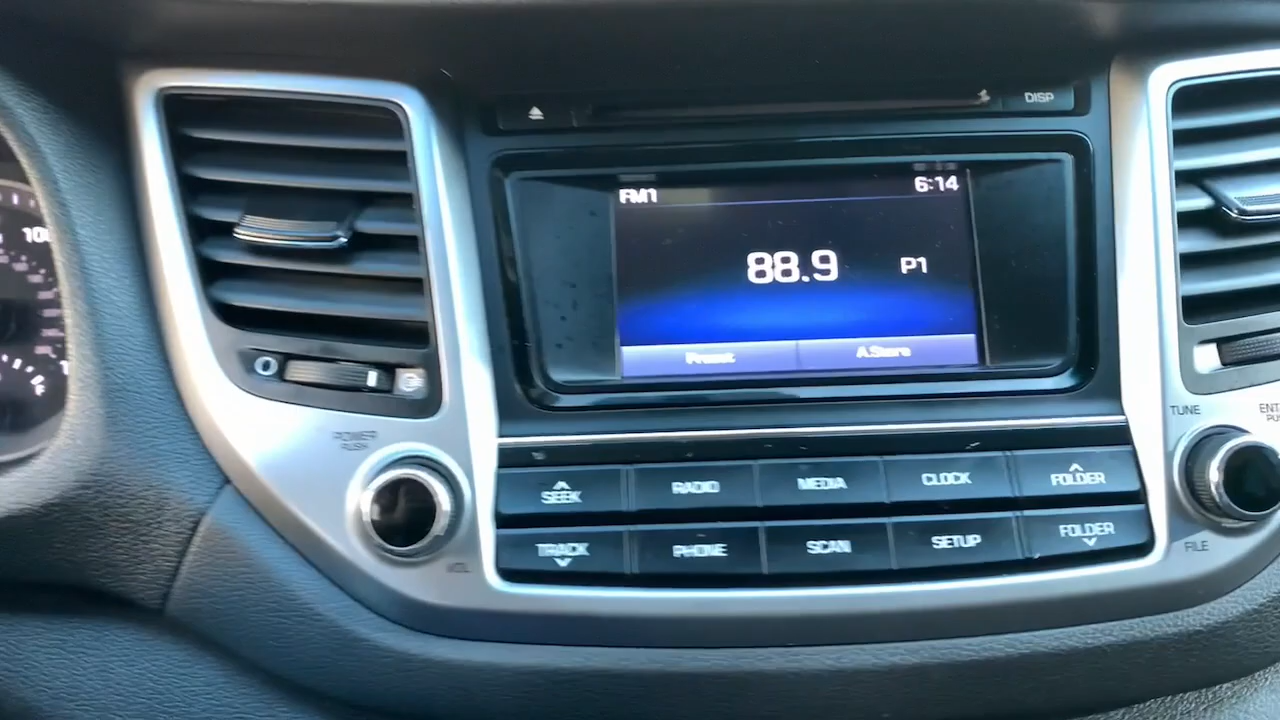 DISP
FM1
6:14
88.9
P1
Preset
A.Store
100
POWER
PUSH
VOL
SEEK
RADIO
MEDIA
CLOCK
FOLDER
TRACK
PHONE
SCAN
SETUP
FOLDER
TUNE
FILE